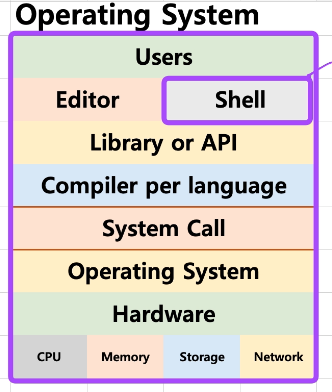 Operating System
Users
Editor Shell
Library or API
Compiler per language
System Call
Operating System
Hardware
CPU Memory Storage Network